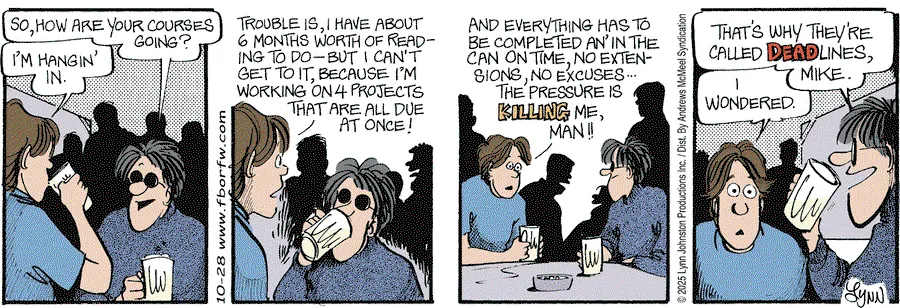 SO, HOW ARE YOUR COURSES
GOING?
I'M HANGIN'
IN.
TROUBLE IS, I HAVE ABOUT
6 MONTHS WORTH OF READ-
ING TO DO—BUT I CAN'T
GET TO IT, BECAUSE I'M
WORKING ON 4 PROJECTS
THAT ARE ALL DUE
AT ONCE!
10-28 www.fborfw.com
AND EVERYTHING HAS TO
BE COMPLETED AN' IN THE
CAN ON TIME, NO EXTEN-
SIONS, NO EXCUSES...
THE PRESSURE IS
KILLING ME,
MAN!!
© 2025 Lynn Johnston Productions Inc. / Dist. By Andrews McMeel Syndication
THAT'S WHY THEY'RE
CALLED DEADLINES,
MIKE.
I
WONDERED.
LYNN